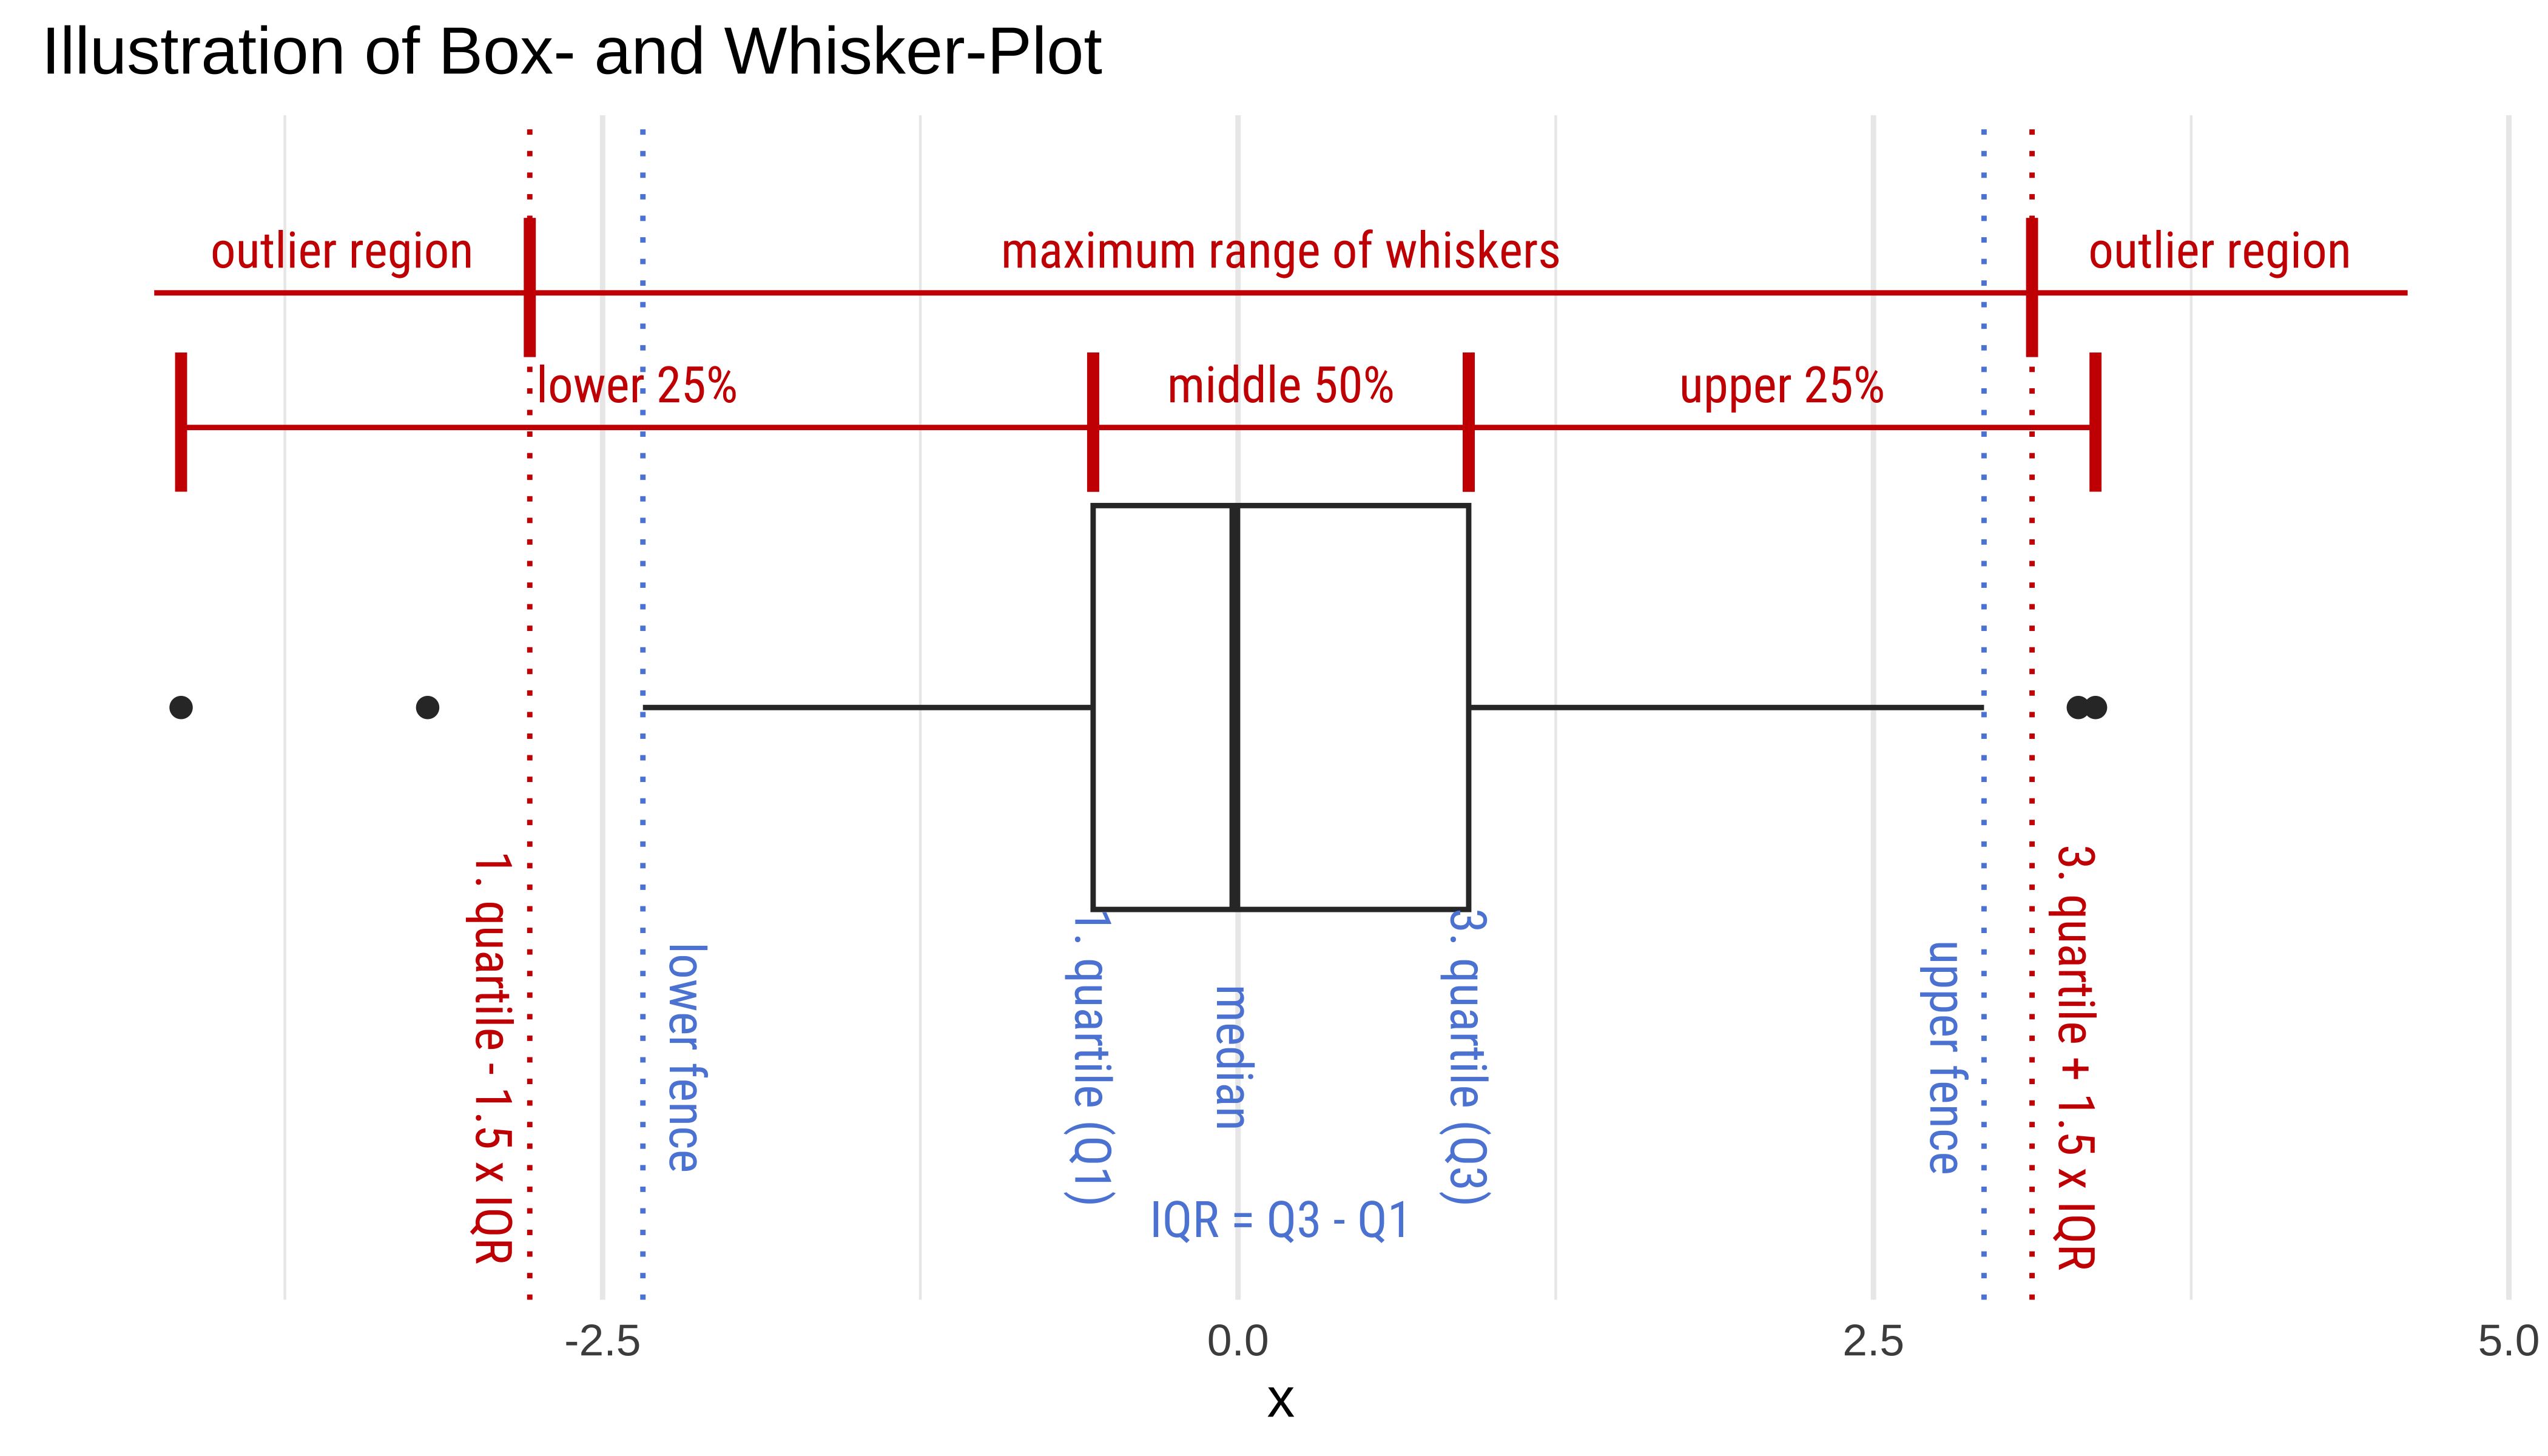 Illustration of Box- and Whisker-Plot
outlier region
maximum range of whiskers
outlier region
lower 25%
middle 50%
upper 25%
1. quartile - 1.5 x IQR
lower fence
1. quartile (Q1)
median
3. quartile (Q3)
upper fence
3. quartile + 1.5 x IQR
IQR = Q3 - Q1
-2.5
0.0
2.5
5.0
x